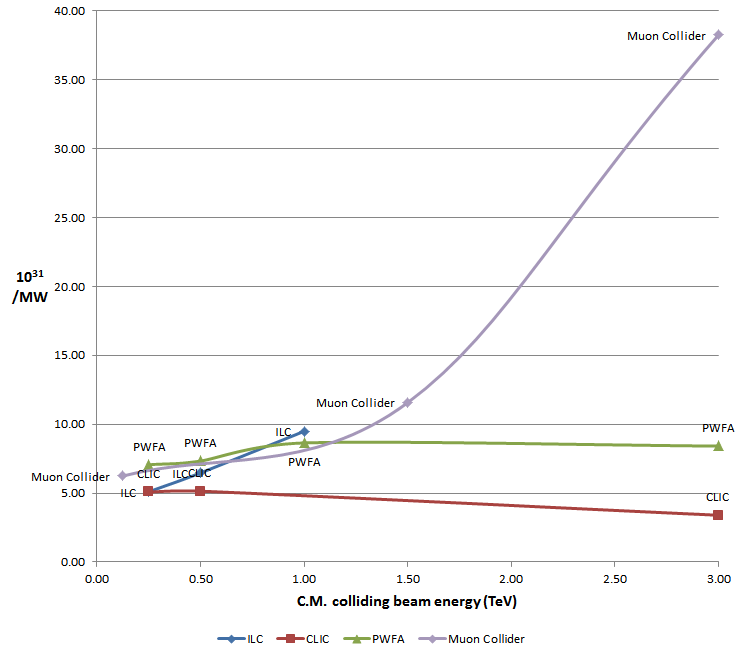 40.00
Muon Collider
35.00
30.00
25.00
10³¹
/MW
20.00
15.00
Muon Collider
10.00
ILC
PWFA
PWFA
PWFA
PWFA
Muon Collider
CLIC
ILC
CLIC
ILC
5.00
CLIC
0.00
0.00 0.50 1.00 1.50 2.00 2.50 3.00
C.M. colliding beam energy (TeV)
ILC CLIC PWFA Muon Collider